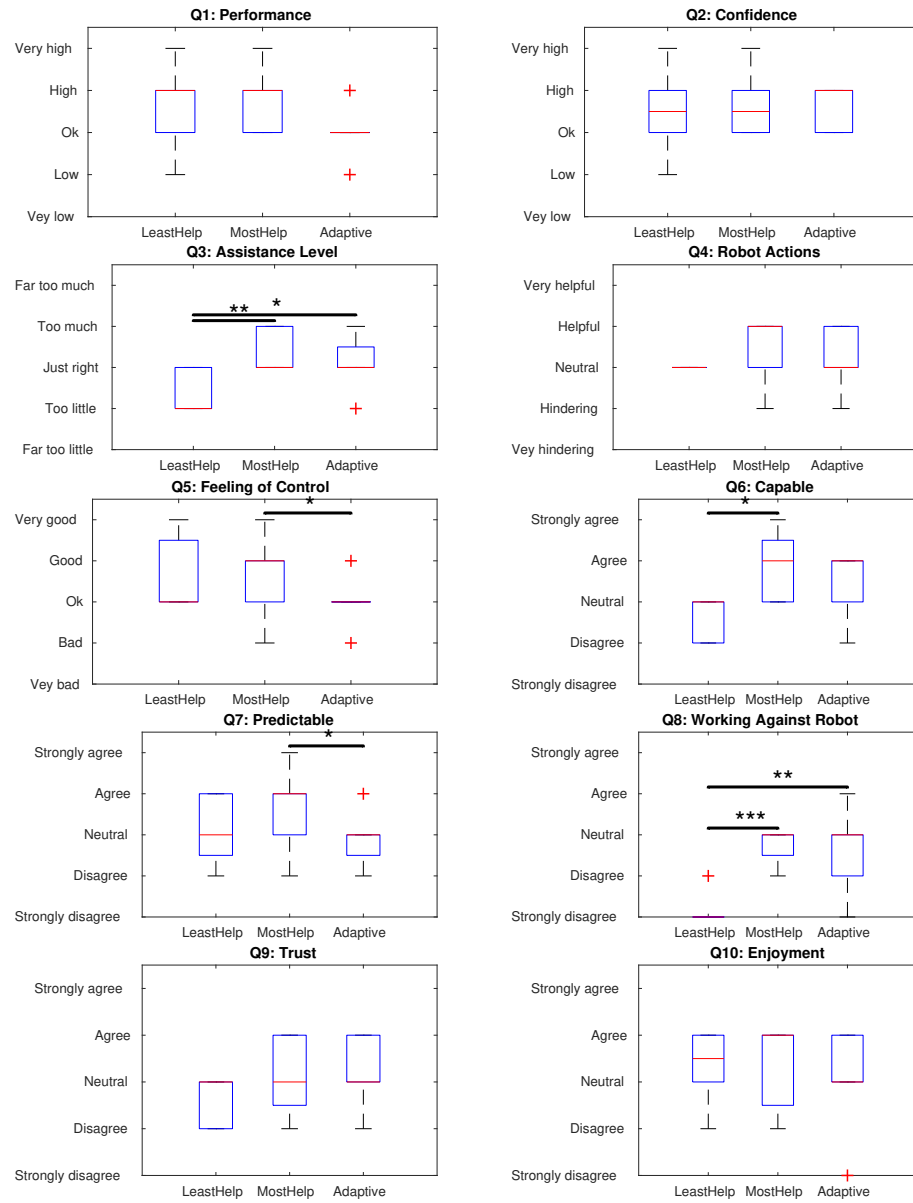 Q1: Performance
Very high
High
Ok
Low
Vey low
LeastHelp MostHelp Adaptive
Q2: Confidence
Very high
High
Ok
Low
Vey low
LeastHelp MostHelp Adaptive
Q3: Assistance Level
Far too much
*
**
Too much
Just right
Too little
Far too little
LeastHelp MostHelp Adaptive
Q4: Robot Actions
Very helpful
Helpful
Neutral
Hindering
Vey hindering
LeastHelp MostHelp Adaptive
Q5: Feeling of Control
*
Very good
Good
Ok
Bad
Vey bad
LeastHelp MostHelp Adaptive
Q6: Capable
*
Strongly agree
Agree
Neutral
Disagree
Strongly disagree
LeastHelp MostHelp Adaptive
Q7: Predictable
*
Strongly agree
Agree
Neutral
Disagree
Strongly disagree
LeastHelp MostHelp Adaptive
Q8: Working Against Robot
Strongly agree
**
Agree
***
Neutral
Disagree
Strongly disagree
LeastHelp MostHelp Adaptive
Q9: Trust
Strongly agree
Agree
Neutral
Disagree
Strongly disagree
LeastHelp MostHelp Adaptive
Q10: Enjoyment
Strongly agree
Agree
Neutral
Disagree
Strongly disagree
LeastHelp MostHelp Adaptive